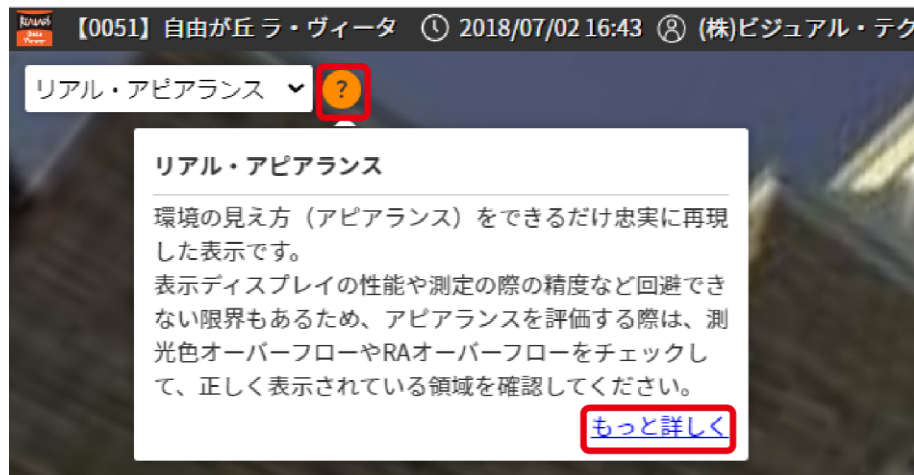 【0051】自由が丘 ラ・ヴィータ 2018/07/02 16:43 (株)ビジュアル・テク
リアル・アピアランス ?
リアル・アピアランス
環境の見え方（アピアランス）をできるだけ忠実に再現
した表示です。
表示ディスプレイの性能や測定の際の精度など回避でき
ない限界もあるため、アピアランスを評価する際は、測
光色オーバーフローやRAオーバーフローをチェックし
て、正しく表示されている領域を確認してください。
もっと詳しく